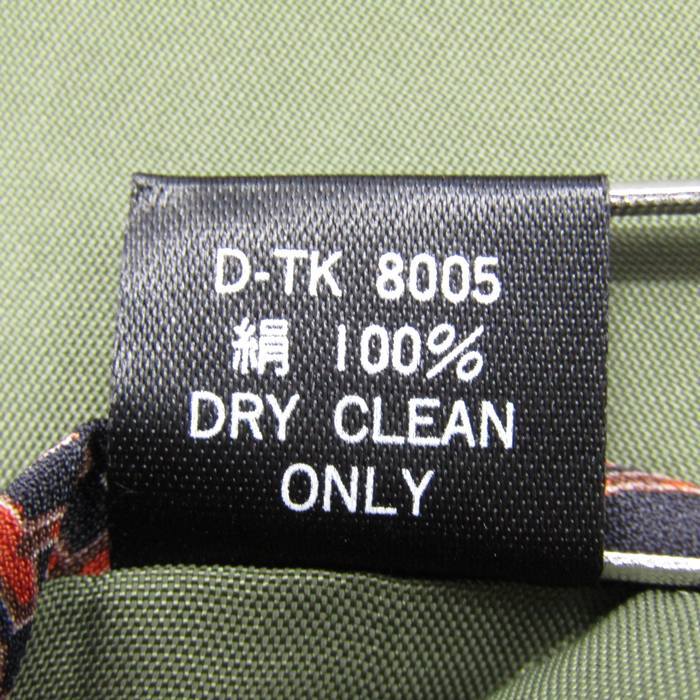 D-TK 8005
絹 100%
DRY CLEAN
ONLY